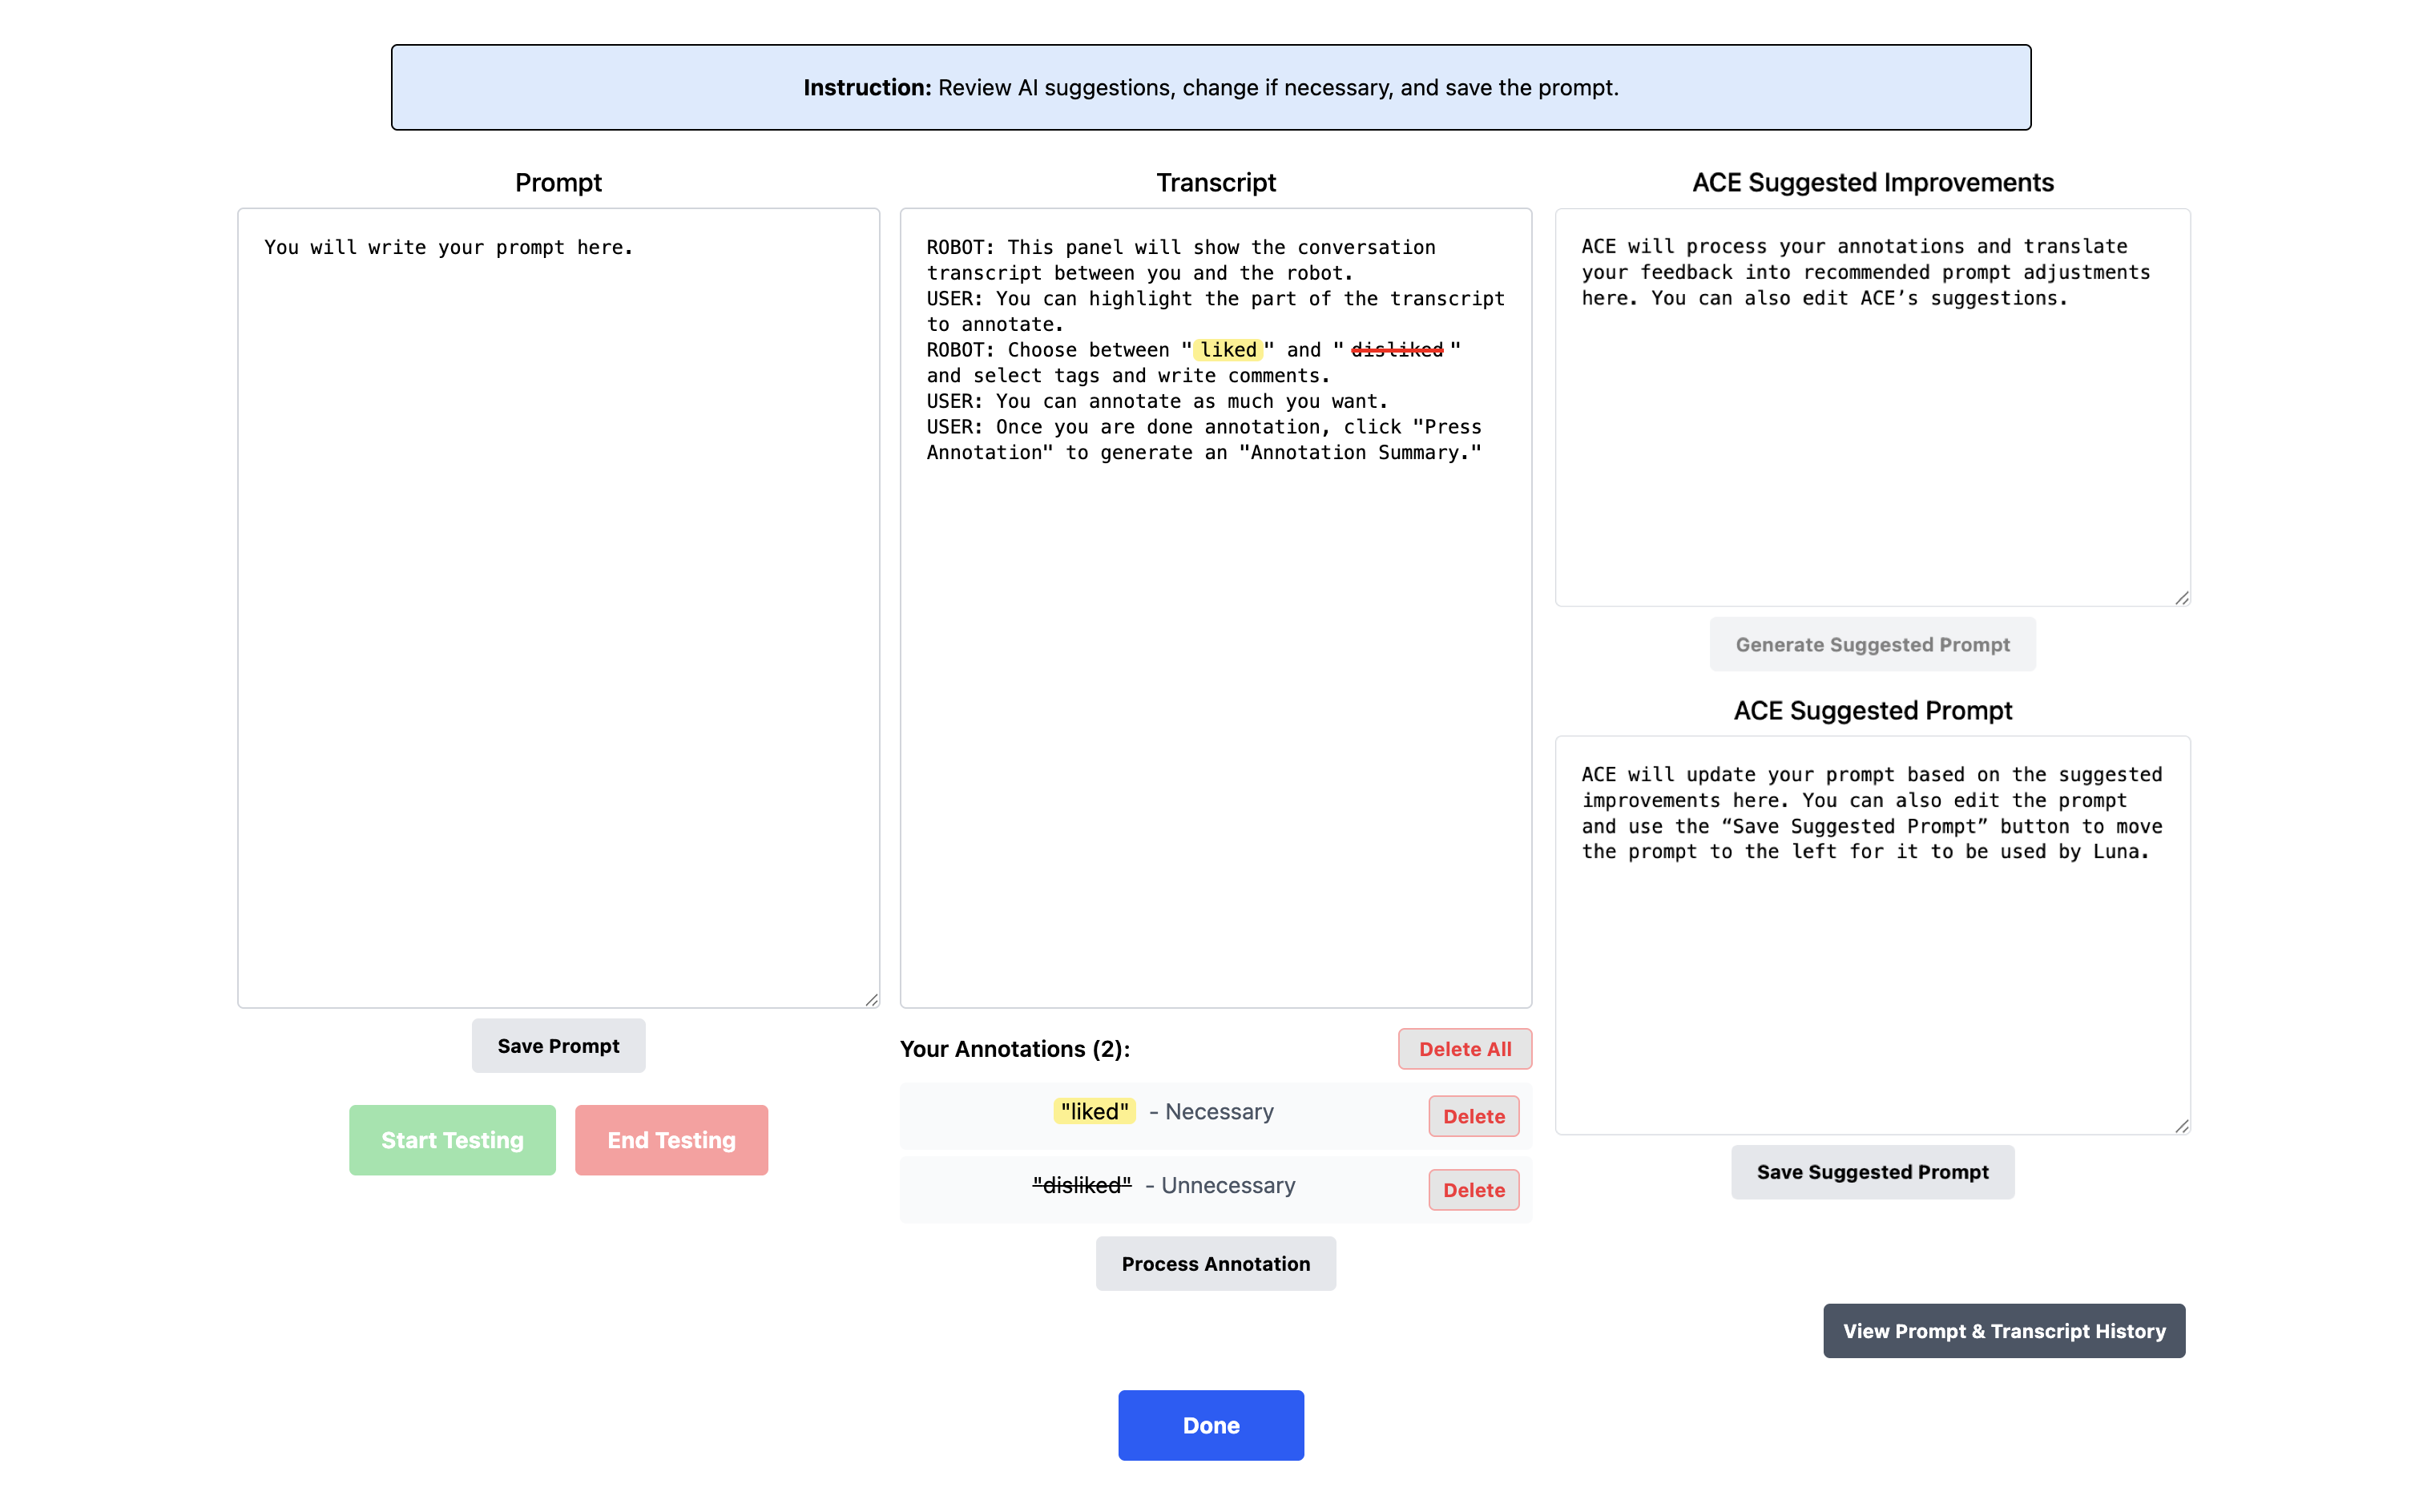 Instruction: Review AI suggestions, change if necessary, and save the prompt.
Prompt
You will write your prompt here.
Save Prompt
Start Testing
End Testing
Transcript
ROBOT: This panel will show the conversation
transcript between you and the robot.
USER: You can highlight the part of the transcript
to annotate.
ROBOT: Choose between "liked" and "disliked"
and select tags and write comments.
USER: You can annotate as much you want.
USER: Once you are done annotation, click "Press
Annotation" to generate an "Annotation Summary."
Your Annotations (2):
Delete All
"liked" - Necessary
Delete
"disliked" - Unnecessary
Delete
Process Annotation
ACE Suggested Improvements
ACE will process your annotations and translate
your feedback into recommended prompt adjustments
here. You can also edit ACE’s suggestions.
Generate Suggested Prompt
ACE Suggested Prompt
ACE will update your prompt based on the suggested
improvements here. You can also edit the prompt
and use the “Save Suggested Prompt” button to move
the prompt to the left for it to be used by Luna.
Save Suggested Prompt
View Prompt & Transcript History
Done